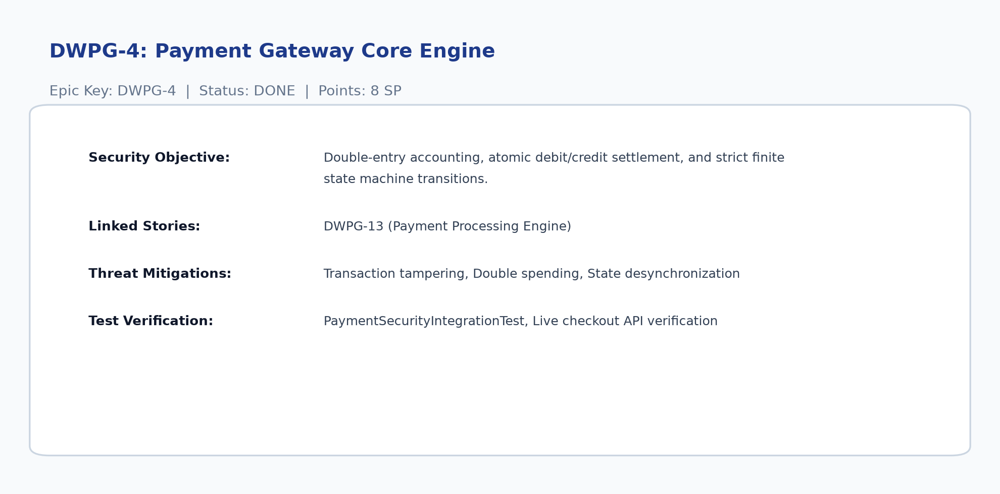 DWPG-4: Payment Gateway Core Engine
Epic Key: DWPG-4 | Status: DONE | Points: 8 SP
Security Objective: Double-entry accounting, atomic debit/credit settlement, and strict finite
state machine transitions.
Linked Stories: DWPG-13 (Payment Processing Engine)
Threat Mitigations: Transaction tampering, Double spending, State desynchronization
Test Verification: PaymentSecurityIntegrationTest, Live checkout API verification